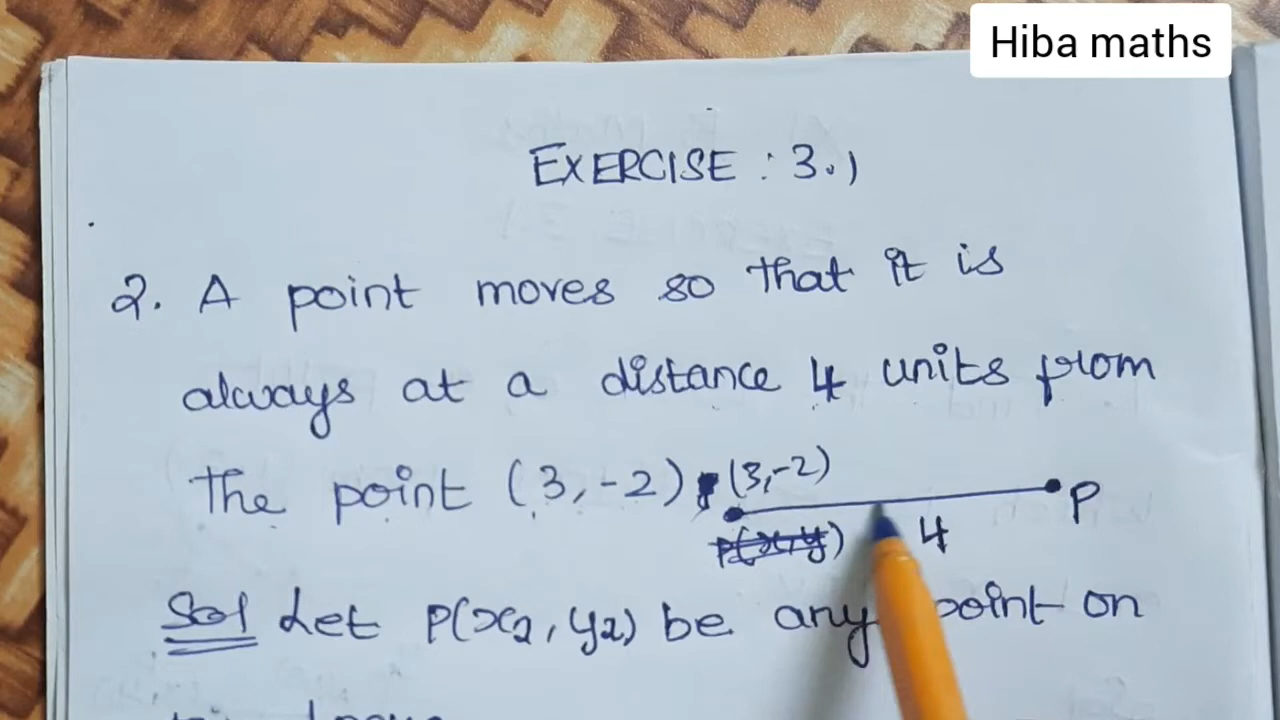 Hiba maths
EXERCISE : 3.1
2. A point moves so that it is
always at a distance 4 units from
the point (3,-2) (3,-2)
P
4
Sol Let P(x2, y2) be any point on